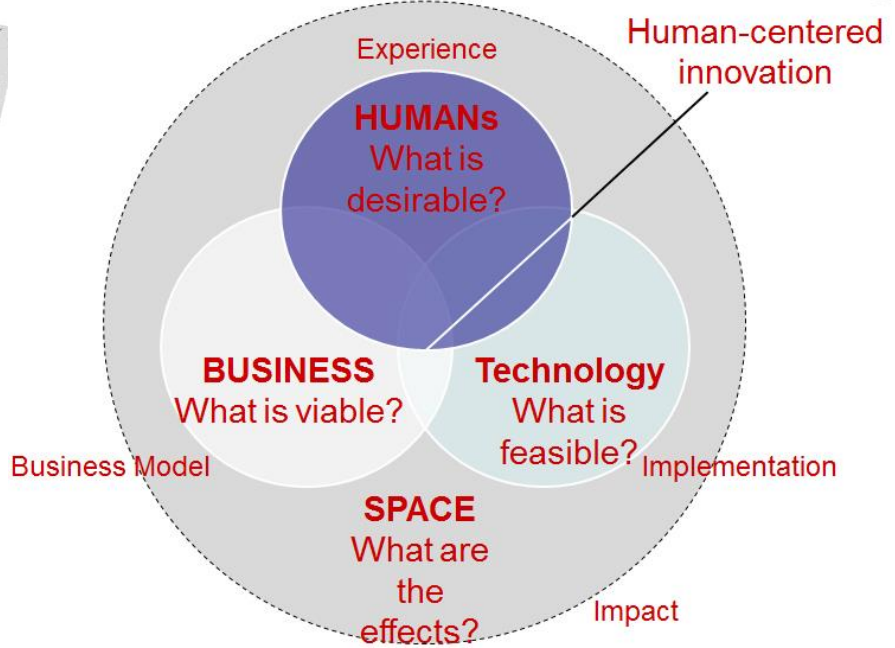 Experience
Human-centered
innovation
HUMANs
What is
desirable?
BUSINESS
What is viable?
Technology
What is
feasible?
Business Model
Implementation
SPACE
What are
the
effects?
Impact